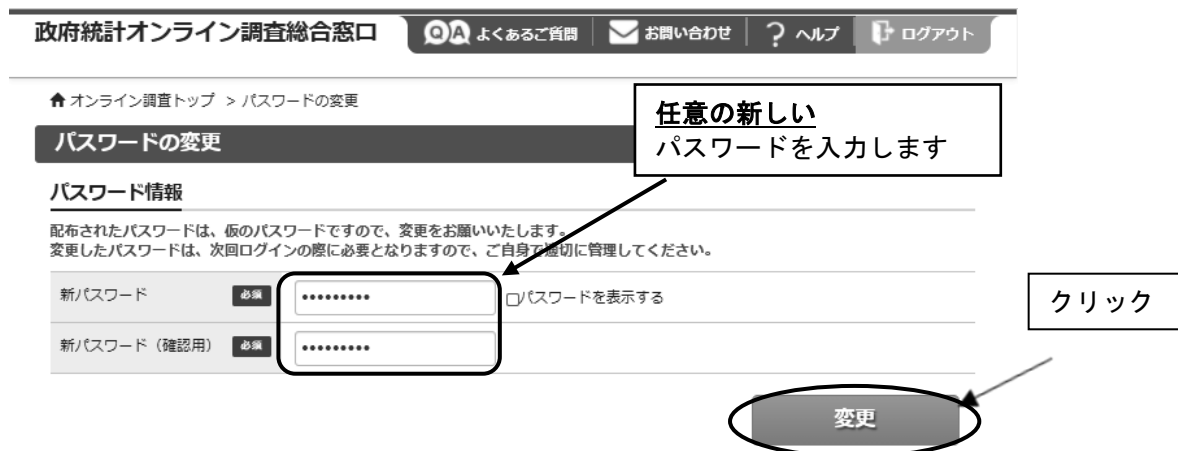 政府統計オンライン調査総合窓口 QA よくあるご質問 お問い合わせ ? ヘルプ ログアウト
オンライン調査トップ > パスワードの変更
任意の新しい
パスワードを入力します
パスワードの変更
パスワード情報
配布されたパスワードは、仮のパスワードですので、変更をお願いいたします。
変更したパスワードは、次回ログインの際に必要となりますので、ご自身で適切に管理してください。
新パスワード 必須 ••••••••• パスワードを表示する
クリック
新パスワード（確認用） 必須 •••••••••
変更